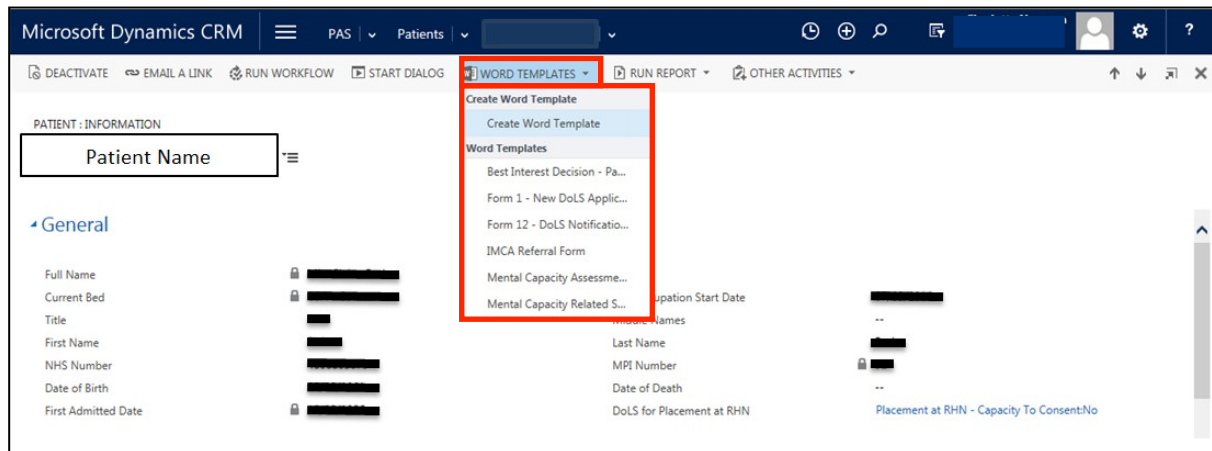 Microsoft Dynamics CRM PAS Patients ?
DEACTIVATE EMAIL A LINK RUN WORKFLOW START DIALOG WORD TEMPLATES RUN REPORT OTHER ACTIVITIES
Create Word Template
PATIENT : INFORMATION
Create Word Template
Patient Name
Word Templates
Best Interest Decision - Pa...
Form 1 - New DoLS Applic...
General
Form 12 - DoLS Notificatio...
IMCA Referral Form
Full Name
Mental Capacity Assessme...
Current Bed
Mental Capacity Related S...
upation Start Date
Title
Middle Names --
First Name
Last Name
NHS Number
MPI Number
Date of Birth
Date of Death --
First Admitted Date
DoLS for Placement at RHN Placement at RHN - Capacity To Consent:No